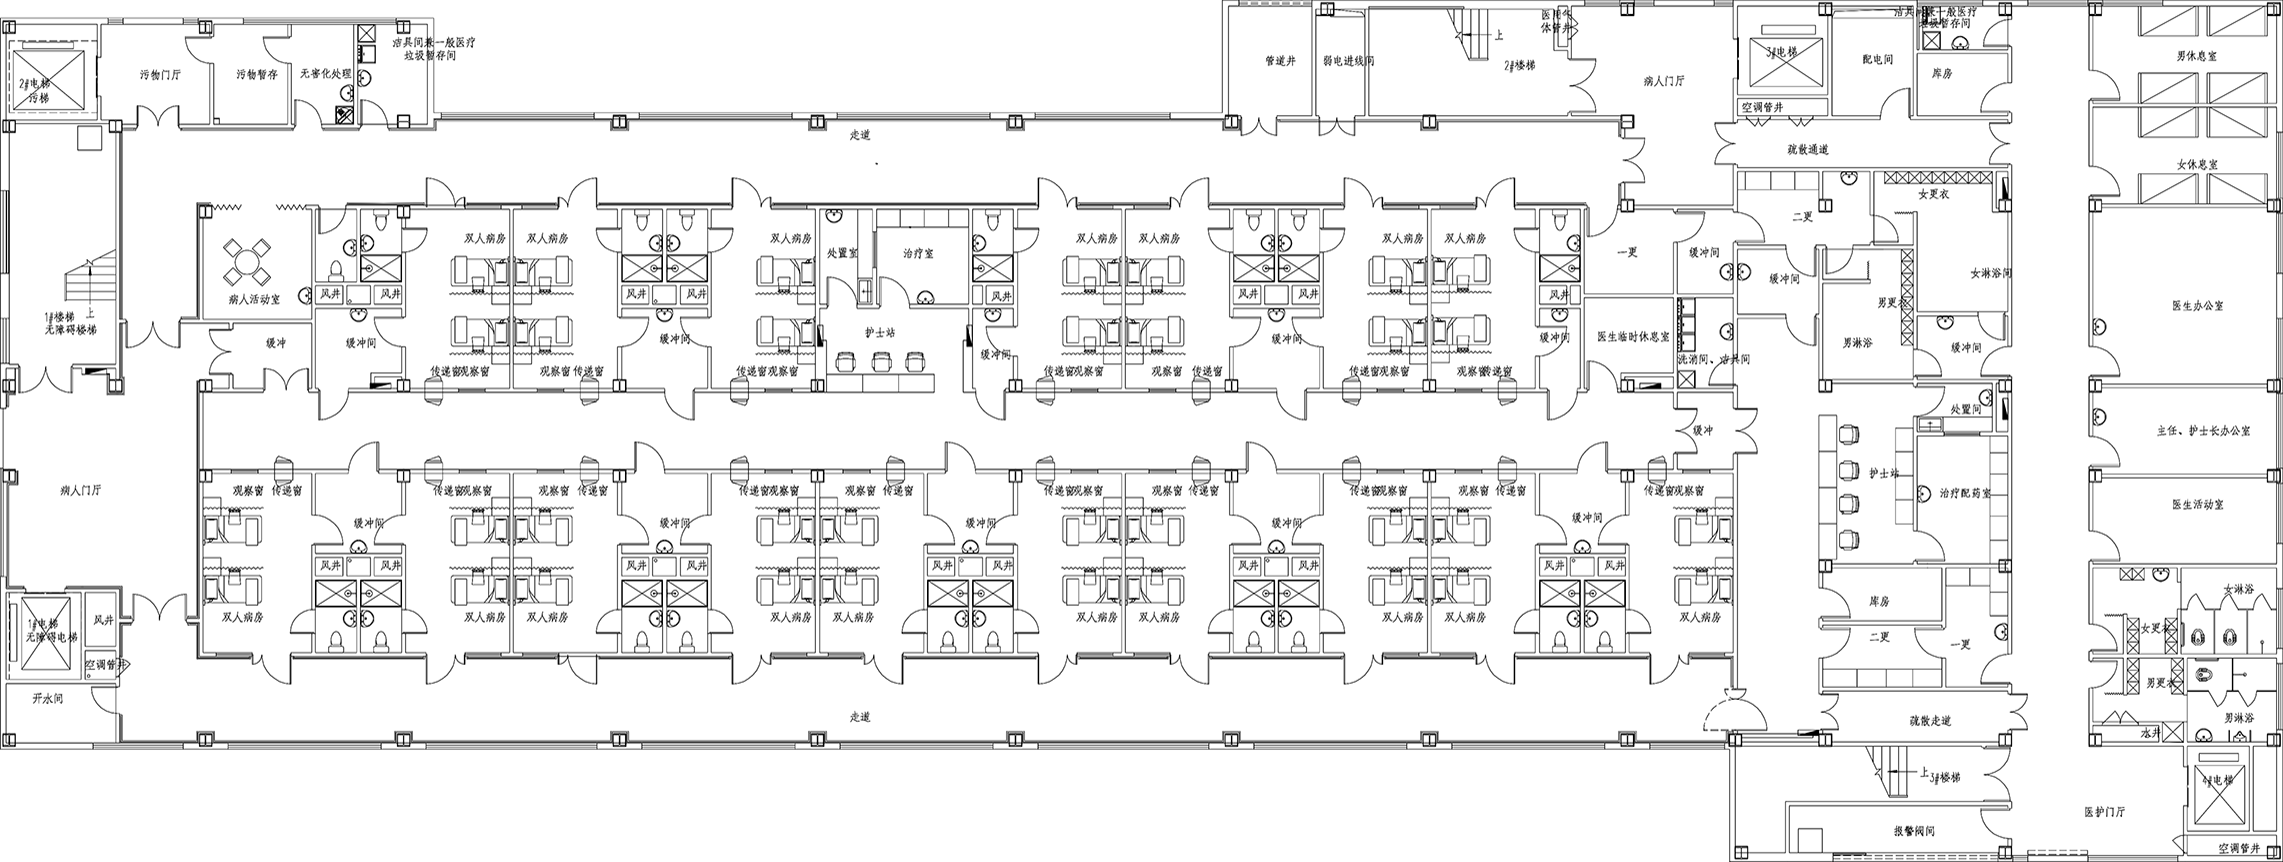 洁具间兼一般医疗
垃圾暂存间
2#电梯
污梯
污物门厅
污物暂存
无害化处理
管道井
弱电进线间
上
2#楼梯
医用气
体管井
病人门厅
3#电梯
空调管井
配电间
洁具间兼一般医疗
垃圾暂存间
库房
男休息室
走道
疏散通道
女休息室
双人病房
双人病房
双人病房
处置室
治疗室
双人病房
双人病房
双人病房
双人病房
一更
缓冲间
二更
女更衣
病人活动室
风井
风井
风井
风井
风井
风井
风井
风井
缓冲间
女淋浴间
男更衣
医生办公室
上
1#楼梯
无障碍楼梯
缓冲
缓冲间
缓冲间
护士站
缓冲间
缓冲间
缓冲间
医生临时休息室
洗消间、洁具间
男淋浴
缓冲间
传递窗
观察窗
观察窗
传递窗
传递窗
观察窗
传递窗
观察窗
观察窗
传递窗
传递窗
观察窗
观察窗
传递窗
处置间
缓冲
主任、护士长办公室
病人门厅
观察窗
传递窗
传递窗
观察窗
观察窗
传递窗
传递窗
观察窗
观察窗
传递窗
传递窗
观察窗
观察窗
传递窗
传递窗
观察窗
观察窗
传递窗
传递窗
观察窗
护士站
治疗配药室
医生活动室
缓冲间
缓冲间
缓冲间
缓冲间
缓冲间
风井
风井
风井
风井
风井
风井
风井
风井
风井
风井
女淋浴
库房
双人病房
双人病房
双人病房
双人病房
双人病房
双人病房
双人病房
双人病房
双人病房
双人病房
1#电梯
无障碍电梯
风井
空调管井
二更
一更
女更衣
开水间
男更衣
走道
疏散走道
男淋浴
水井
上
3#楼梯
4#电梯
医护门厅
报警阀间
空调管井